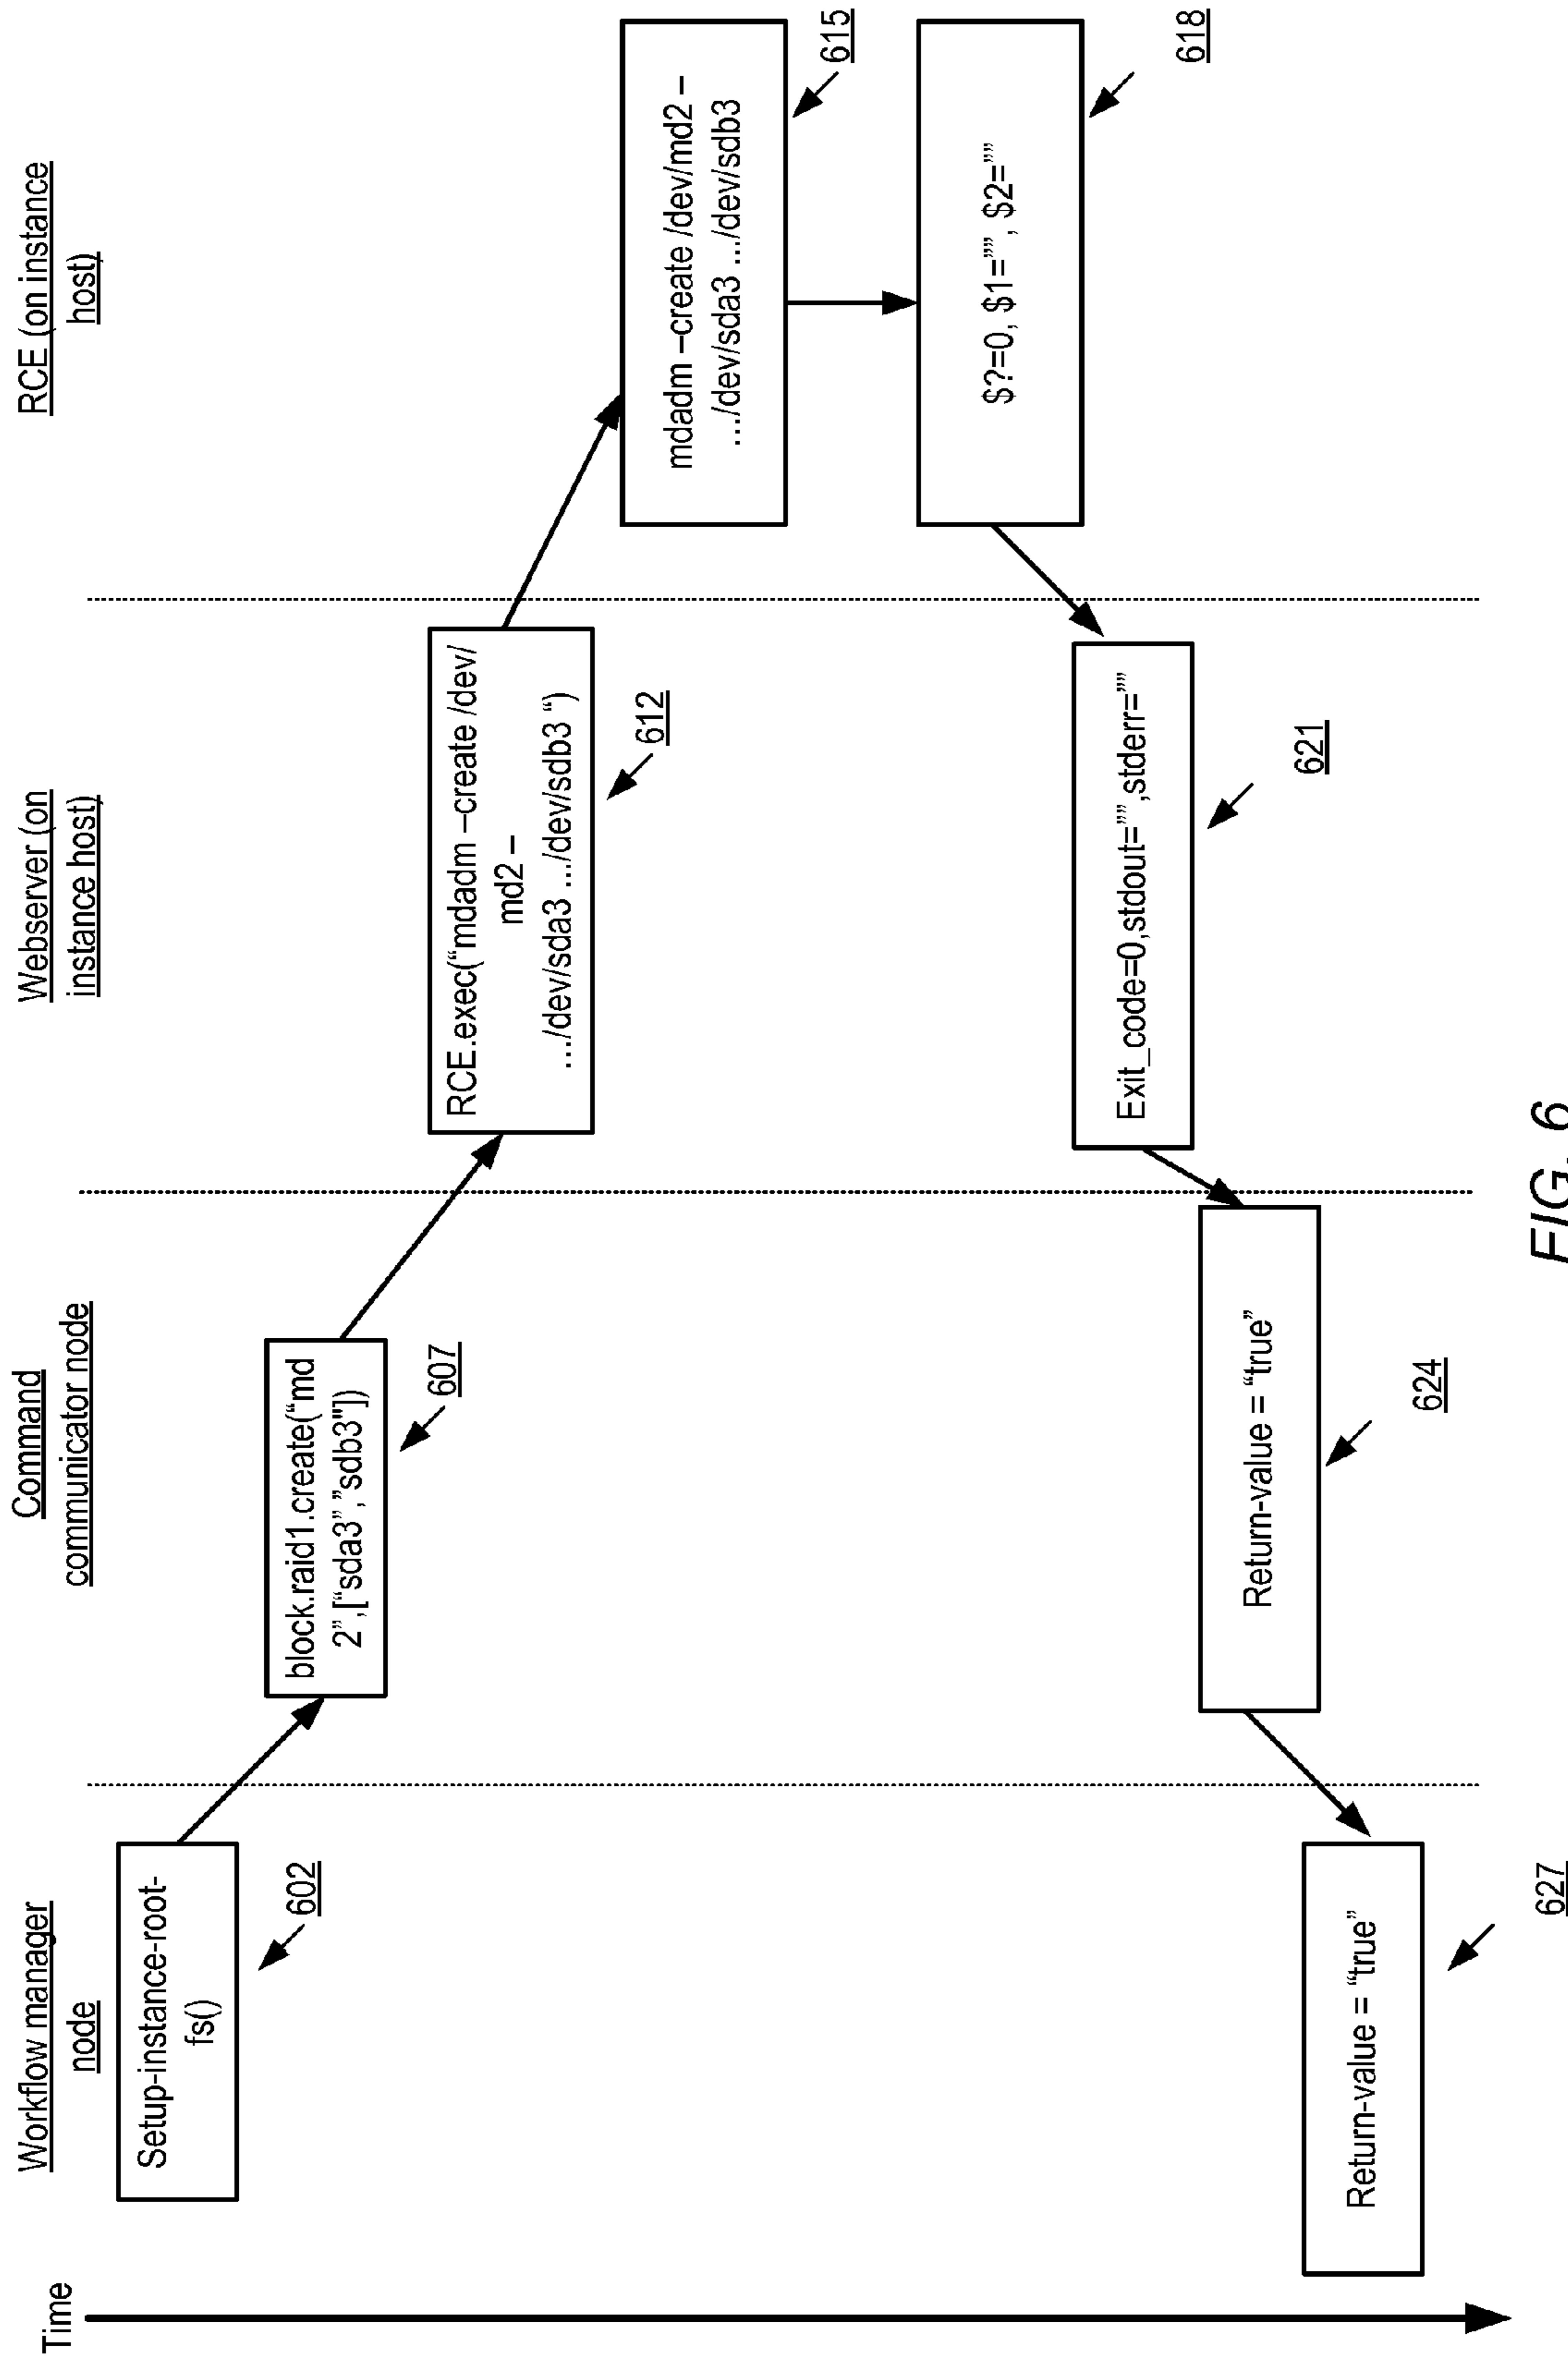 Time
Workflow manager
node
Command
communicator node
Webserver (on
instance host)
RCE (on instance
host)
Setup-instance-root-
fs()
602
block.raid1.create(“md
2”,[“sda3”,”sdb3"])
607
RCE.exec(“mdadm –create /dev/
md2 –
…/dev/sda3 …/dev/sdb3 “)
612
mdadm –create /dev/md2 –
…/dev/sda3 …/dev/sdb3
615
$?=0, $1=””, $2=””
618
Exit_code=0,stdout=””,stderr=””
621
Return-value = “true”
624
Return-value = “true”
627
FIG. 6